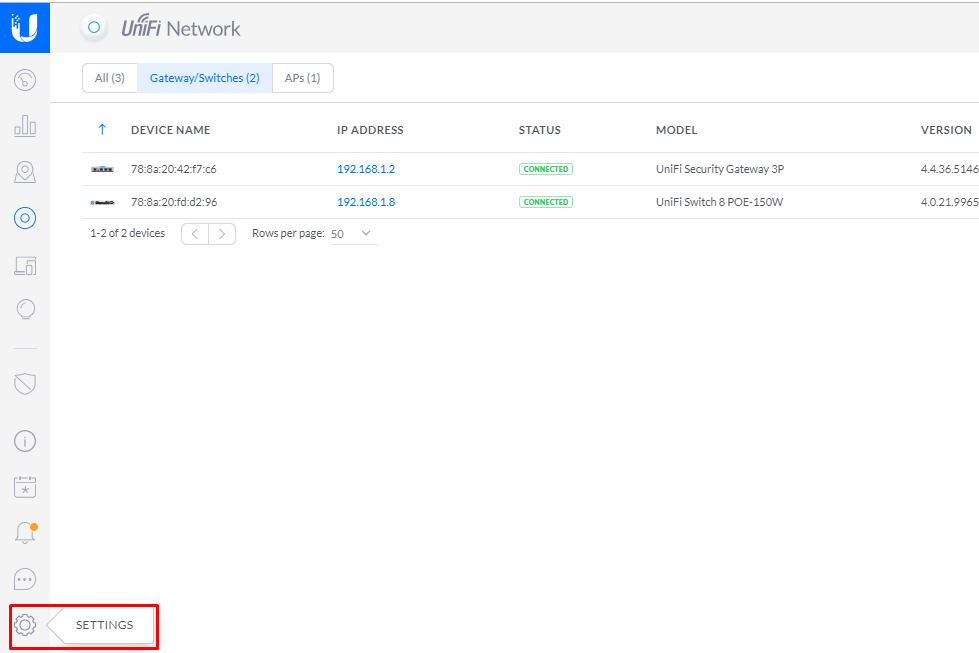 UniFi Network
All (3) Gateway/Switches (2) APs (1)
DEVICE NAME IP ADDRESS STATUS MODEL VERSION
78:8a:20:42:f7:c6 192.168.1.2 CONNECTED UniFi Security Gateway 3P 4.4.36.5146
78:8a:20:fd:d2:96 192.168.1.8 CONNECTED UniFi Switch 8 POE-150W 4.0.21.9965
1-2 of 2 devices Rows per page: 50
SETTINGS